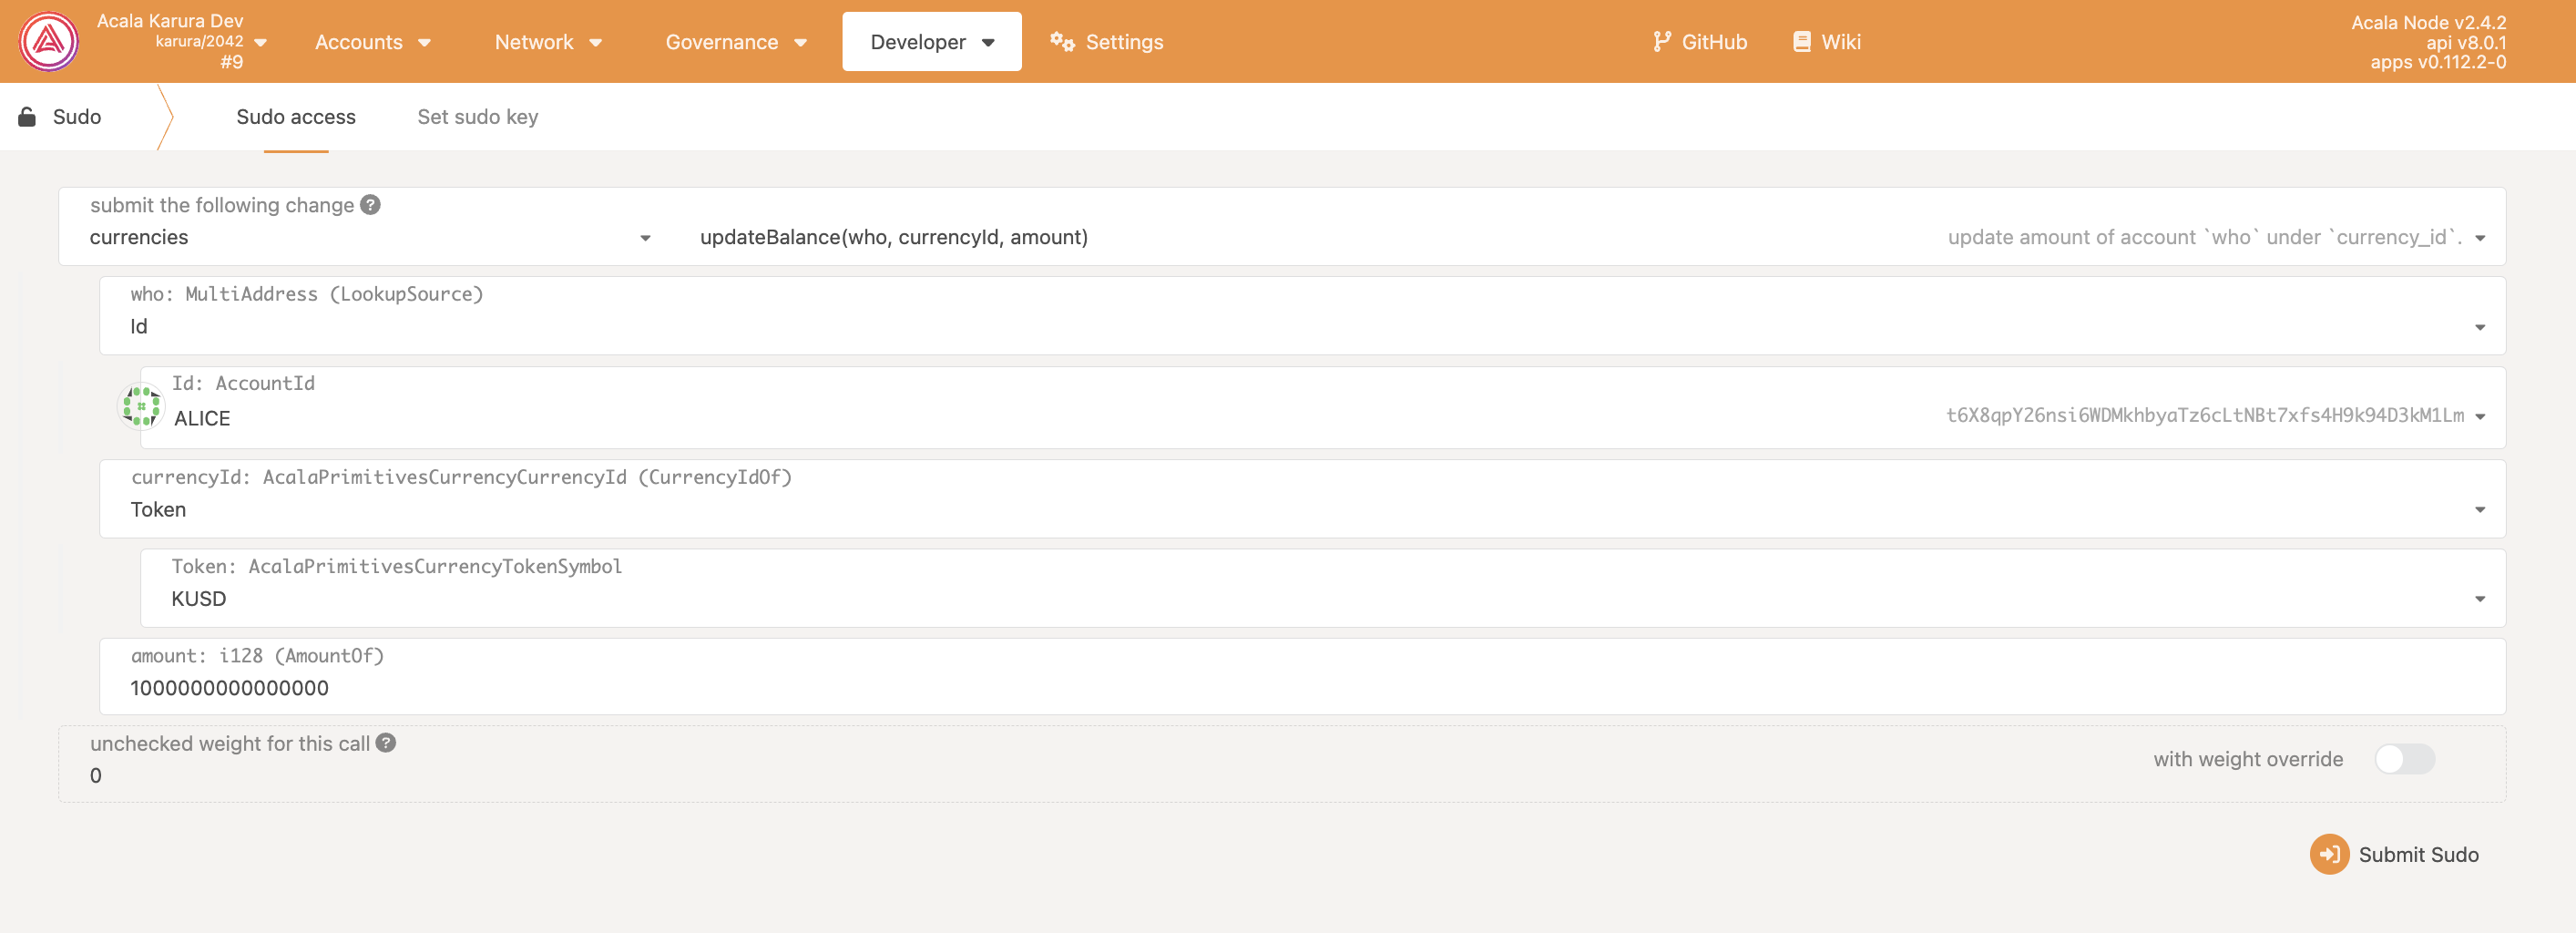 Acala Karura Dev
karura/2042
#9
Accounts
Network
Governance
Developer
Settings
GitHub
Wiki
Acala Node v2.4.2
api v8.0.1
apps v0.112.2-0
Sudo
Sudo access
Set sudo key
submit the following change ?
currencies
updateBalance(who, currencyId, amount)
update amount of account `who` under `currency_id`.
who: MultiAddress (LookupSource)
Id
Id: AccountId
ALICE
t6X8qpY26nsi6WDMkhbyaTz6cLtNBt7xfs4H9k94D3kM1Lm
currencyId: AcalaPrimitivesCurrencyCurrencyId (CurrencyIdOf)
Token
Token: AcalaPrimitivesCurrencyTokenSymbol
KUSD
amount: i128 (AmountOf)
1000000000000000
unchecked weight for this call ?
0
with weight override
Submit Sudo